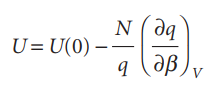 U = U(0) − N/q (∂q/∂β)_V